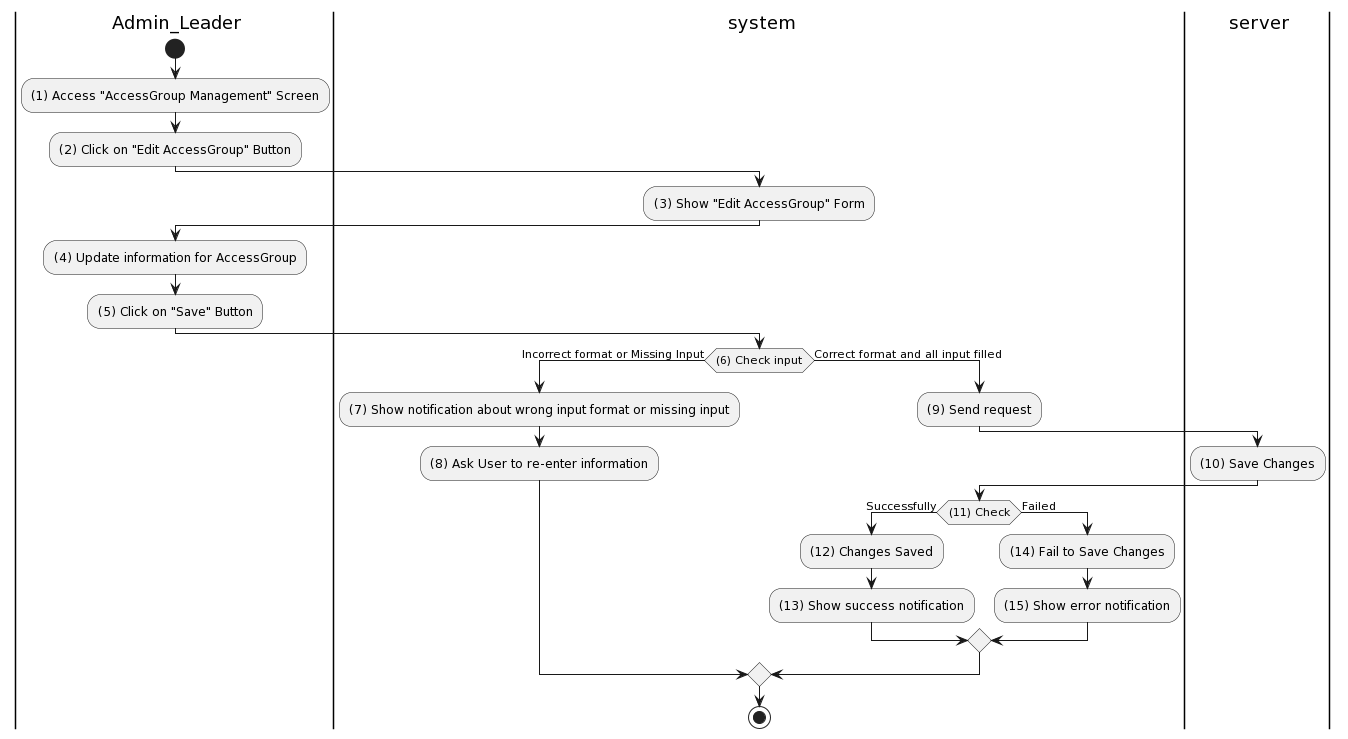 Admin_Leader
system
server
(1) Access "AccessGroup Management" Screen
(2) Click on "Edit AccessGroup" Button
(3) Show "Edit AccessGroup" Form
(4) Update information for AccessGroup
(5) Click on "Save" Button
Incorrect format or Missing Input
(6) Check input
Correct format and all input filled
(7) Show notification about wrong input format or missing input
(9) Send request
(8) Ask User to re-enter information
(10) Save Changes
Successfully
(11) Check
Failed
(12) Changes Saved
(14) Fail to Save Changes
(13) Show success notification
(15) Show error notification